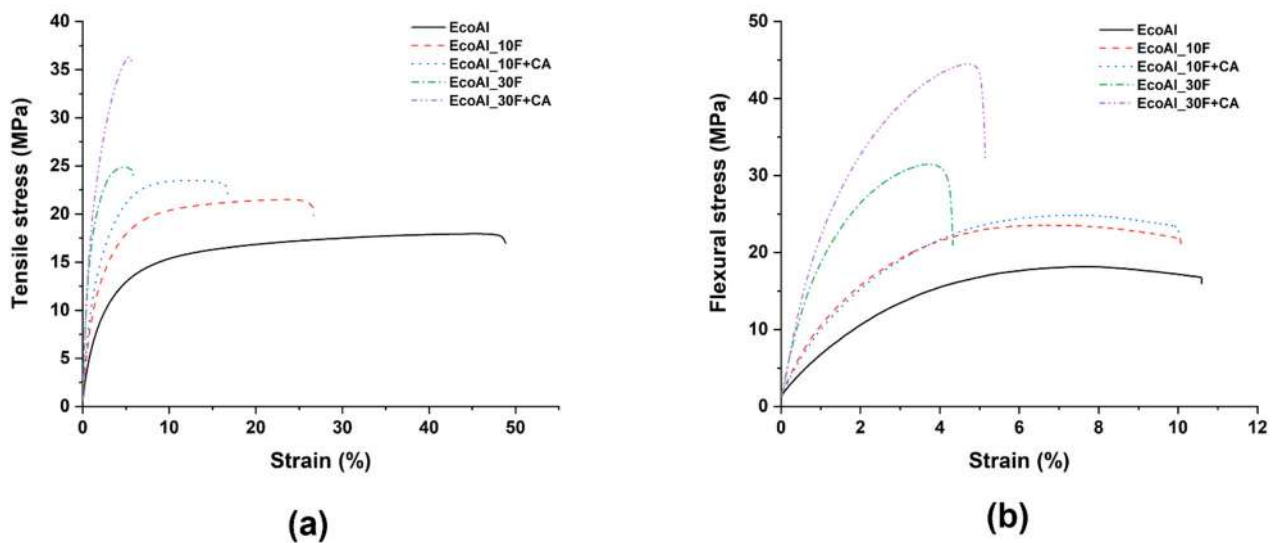 40
35
30
25
20
15
10
5
0
Tensile stress (MPa)
0 10 20 30 40 50
Strain (%)
EcoAl
EcoAl_10F
EcoAl_10F+CA
EcoAl_30F
EcoAl_30F+CA
(a)
50
40
30
20
10
0
Flexural stress (MPa)
0 2 4 6 8 10 12
Strain (%)
EcoAl
EcoAl_10F
EcoAl_10F+CA
EcoAl_30F
EcoAl_30F+CA
(b)